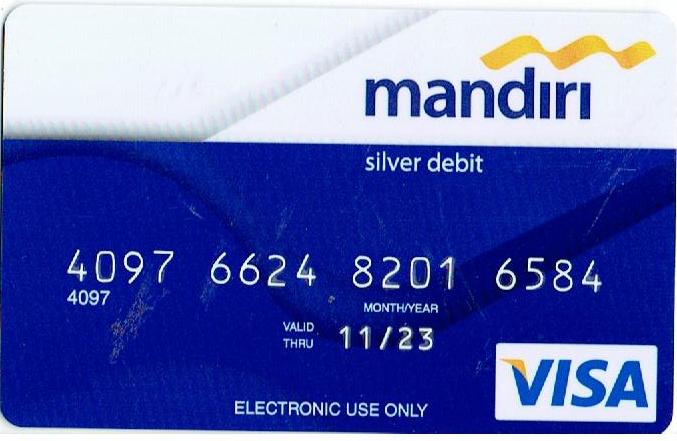 mandiri
silver debit
4097 6624 8201 6584
4097
MONTH/YEAR
VALID THRU 11/23
ELECTRONIC USE ONLY
VISA